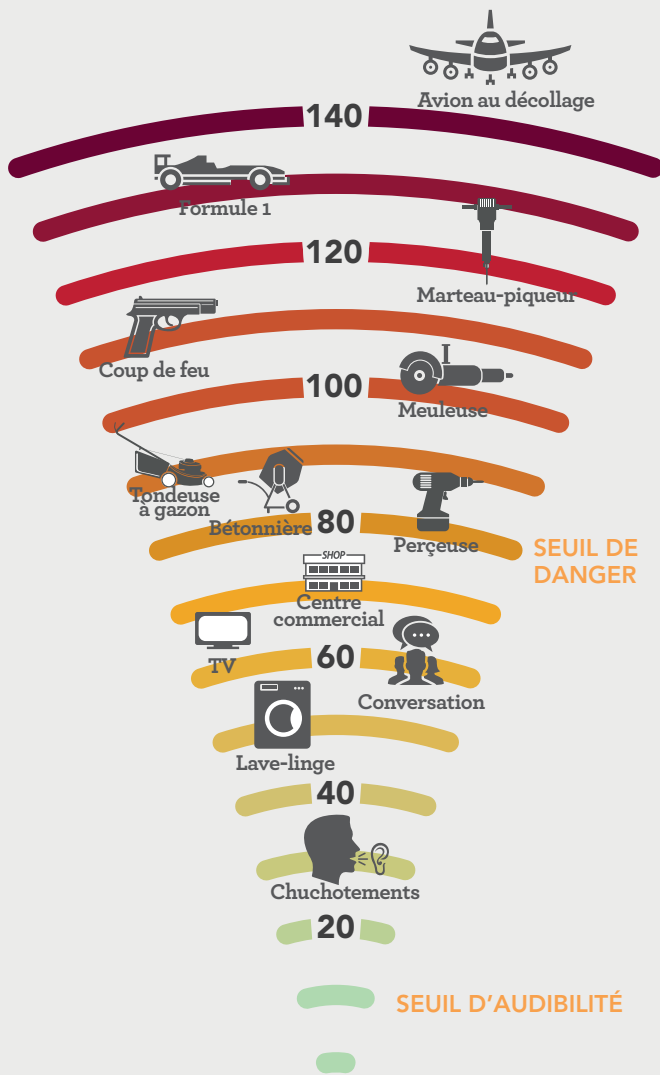 Avion au décollage
140
Formule 1
120
Marteau-piqueur
Coup de feu
100
Meuleuse
Tondeuse
à gazon
Bétonnière
80
Perçeuse
SEUIL DE
DANGER
SHOP
Centre
commercial
TV
60
Conversation
Lave-linge
40
Chuchotements
20
SEUIL D’AUDIBILITÉ